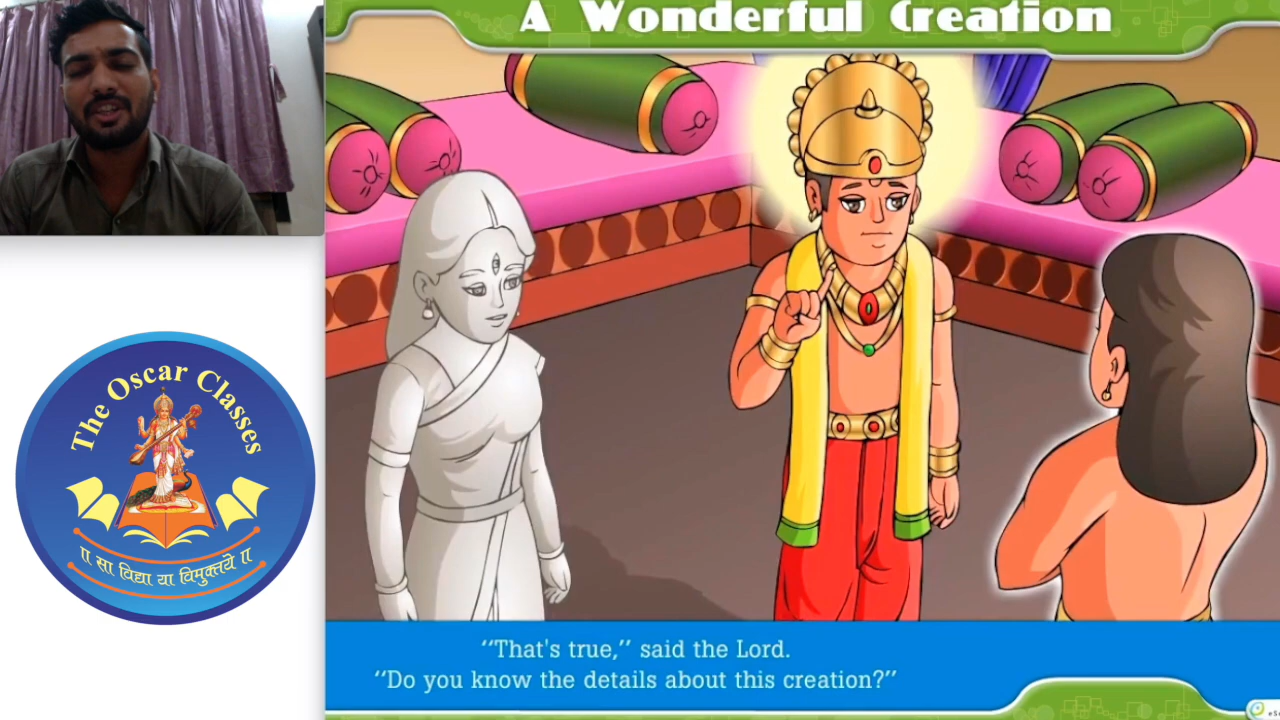 A Wonderful Creation
The Oscar Classes
॥ सा विद्या या विमुक्तये ॥
“That's true,” said the Lord.
“Do you know the details about this creation?”